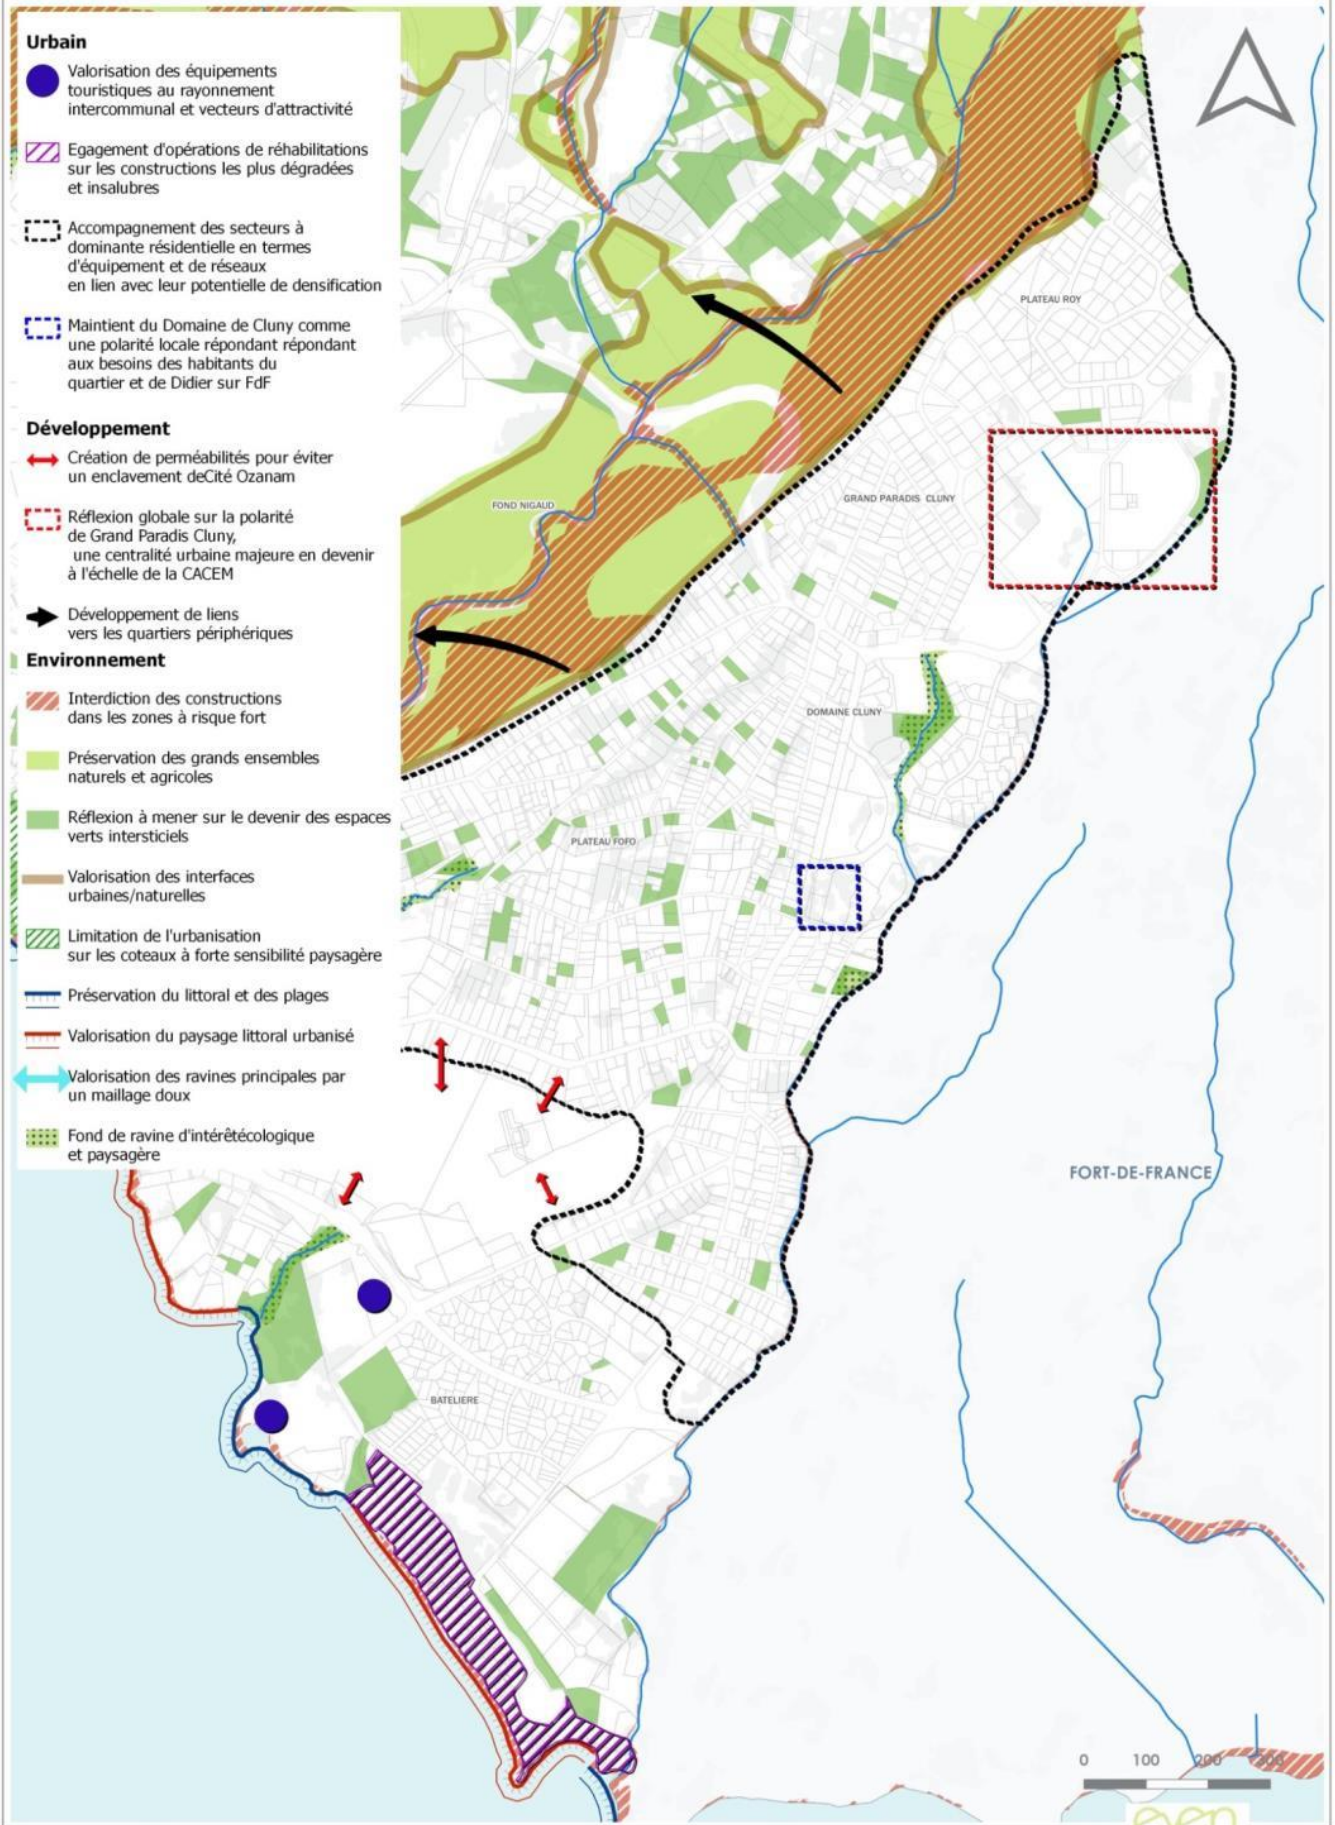 Urbain
Valorisation des équipements
touristiques au rayonnement
intercommunal et vecteurs d'attractivité
Egagement d'opérations de réhabilitations
sur les constructions les plus dégradées
et insalubres
Accompagnement des secteurs à
dominante résidentielle en termes
d'équipement et de réseaux
en lien avec leur potentielle de densification
Maintient du Domaine de Cluny comme
une polarité locale répondant répondant
aux besoins des habitants du
quartier et de Didier sur FdF
Développement
Création de perméabilités pour éviter
un enclavement deCité Ozanam
Réflexion globale sur la polarité
de Grand Paradis Cluny,
une centralité urbaine majeure en devenir
à l'échelle de la CACEM
Développement de liens
vers les quartiers périphériques
Environnement
Interdiction des constructions
dans les zones à risque fort
Préservation des grands ensembles
naturels et agricoles
Réflexion à mener sur le devenir des espaces
verts intersticiels
Valorisation des interfaces
urbaines/naturelles
Limitation de l'urbanisation
sur les coteaux à forte sensibilité paysagère
Préservation du littoral et des plages
Valorisation du paysage littoral urbanisé
Valorisation des ravines principales par
un maillage doux
Fond de ravine d'intérêtécologique
et paysagère
PLATEAU ROY
GRAND PARADIS CLUNY
FOND NIGAUD
DOMAINE CLUNY
PLATEAU FOFO
FORT-DE-FRANCE
BATELIERE
0 100 200 300
even